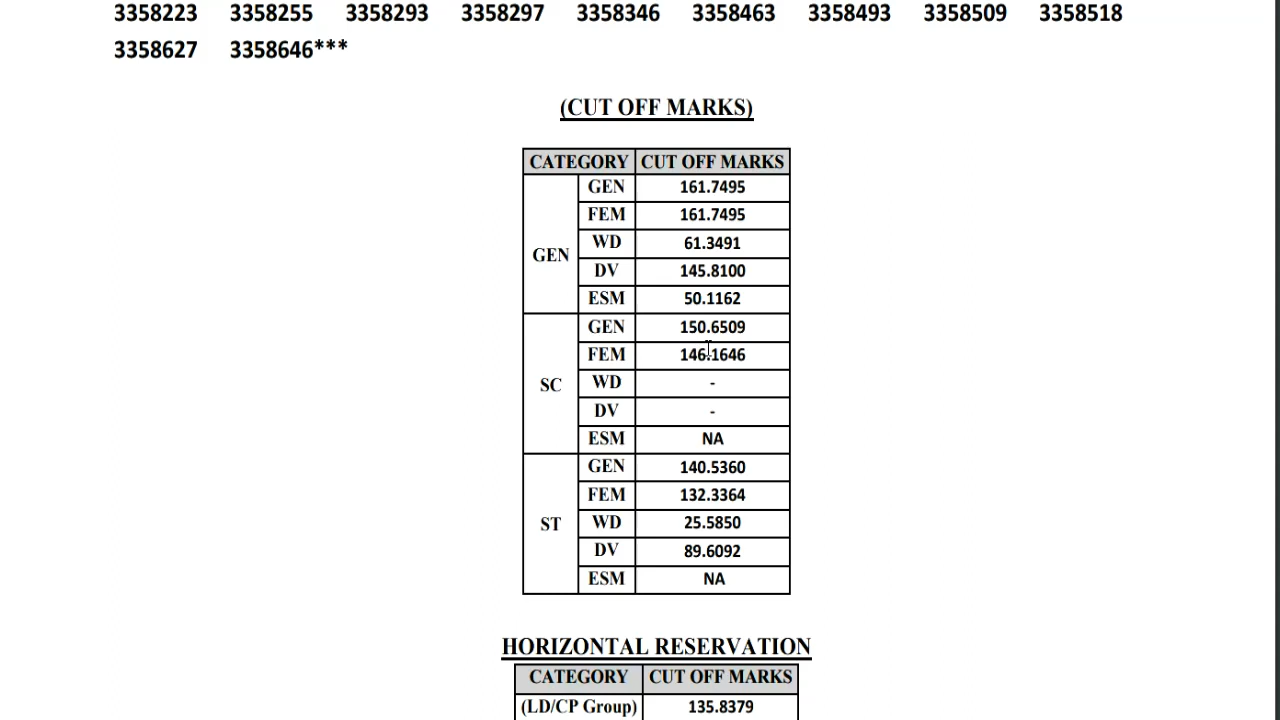 3358223 3358255 3358293 3358297 3358346 3358463 3358493 3358509 3358518
3358627 3358646***
(CUT OFF MARKS)
CATEGORY CUT OFF MARKS
GEN GEN 161.7495
FEM 161.7495
WD 61.3491
DV 145.8100
ESM 50.1162
SC GEN 150.6509
FEM 146.1646
WD -
DV -
ESM NA
ST GEN 140.5360
FEM 132.3364
WD 25.5850
DV 89.6092
ESM NA
HORIZONTAL RESERVATION
CATEGORY CUT OFF MARKS
(LD/CP Group) 135.8379